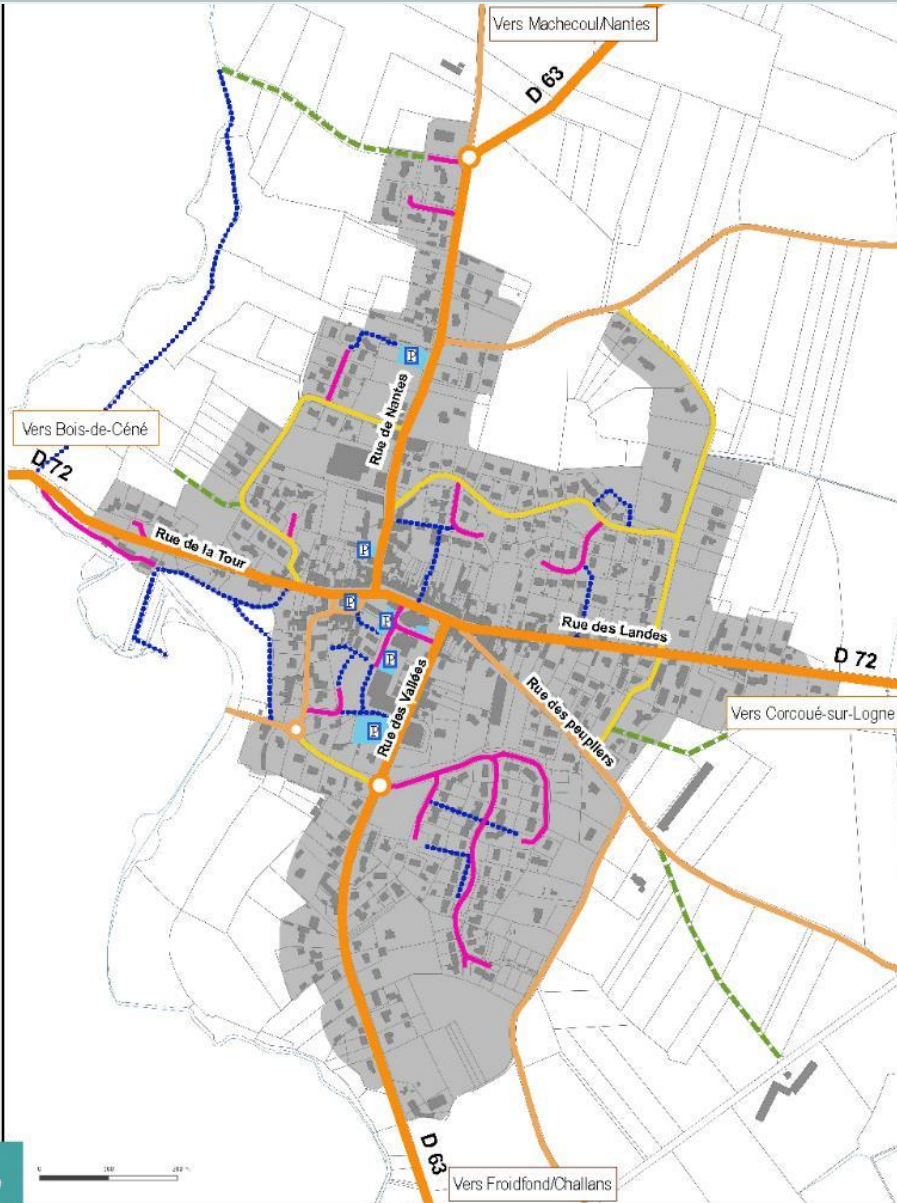 Vers Machecoul/Nantes
D 63
P
Rue de Nantes
Vers Bois-de-Céné
D 72
P
Rue de la Tour
P
P
Rue des Landes
P
D 72
Rue des Vallées
Rue des peupliers
Vers Corcoué-sur-Logne
P
D 63
Vers Froidfond/Challans
0